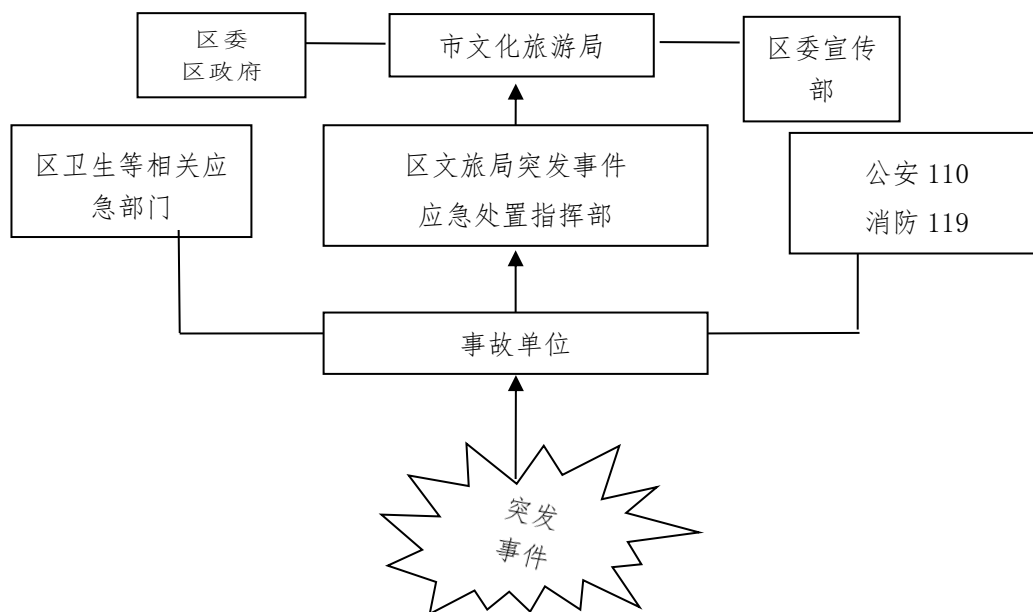 区委
区政府
市文化旅游局
区委宣传
部
区卫生等相关应
急部门
区文旅局突发事件
应急处置指挥部
公安 110
消防 119
事故单位
突发
事件